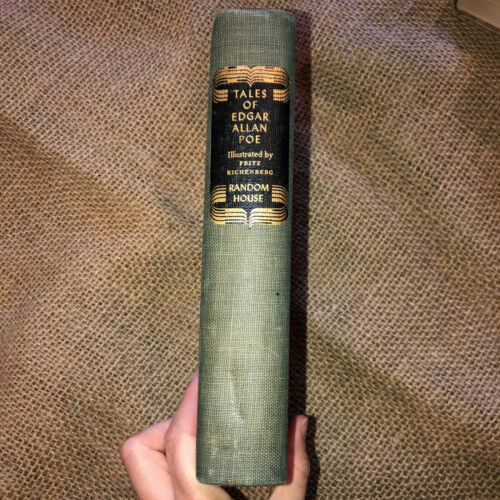 TALES
OF
EDGAR
ALLAN
POE
Illustrated by
FRITZ
EICHENBERG
RANDOM
HOUSE